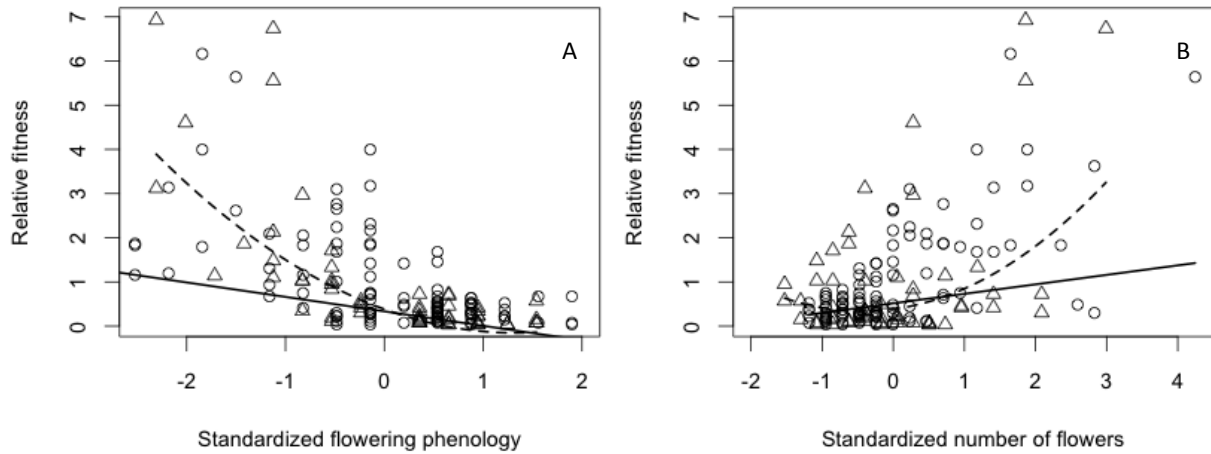 A
Relative fitness
0 1 2 3 4 5 6 7
-2 -1 0 1 2
Standardized flowering phenology
B
Relative fitness
0 1 2 3 4 5 6 7
-2 -1 0 1 2 3 4
Standardized number of flowers